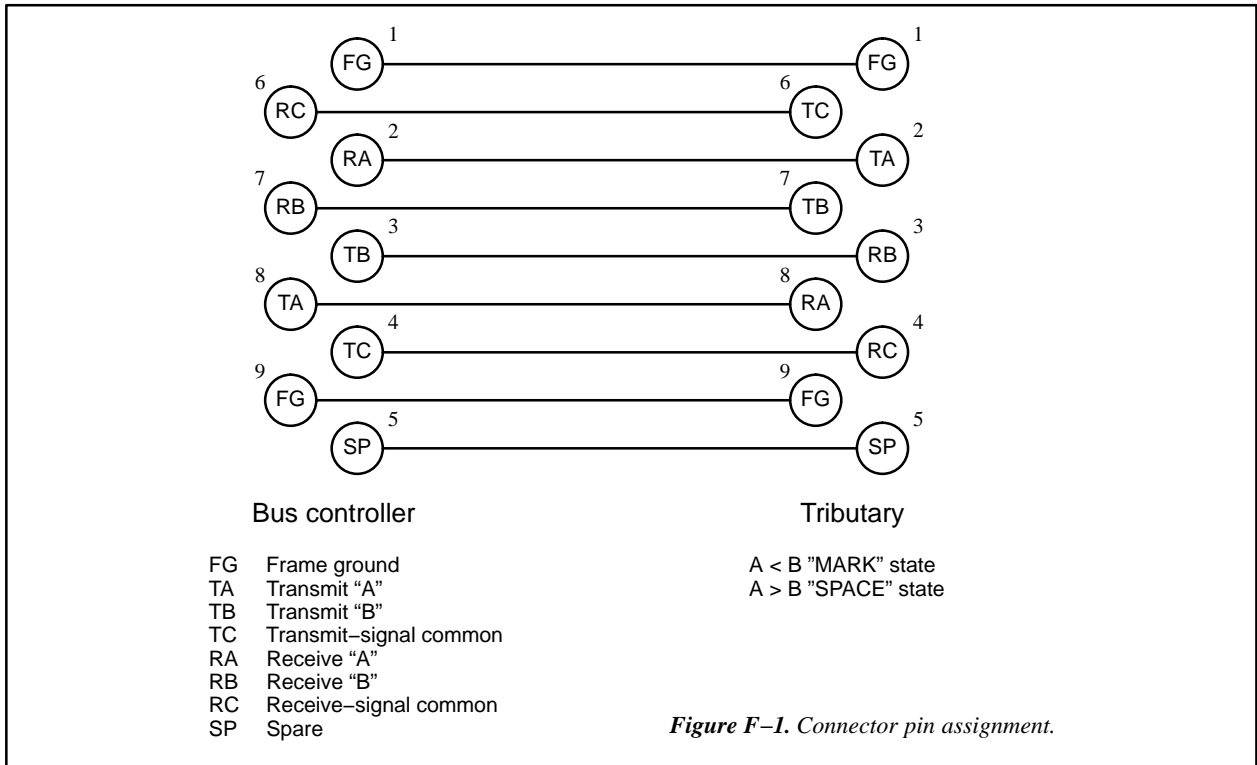 1 1
FG FG
6 6
RC TC
2 2
RA TA
7 7
RB TB
3 3
TB RB
8 8
TA RA
4 4
TC RC
9 9
FG FG
5 5
SP SP
Bus controller Tributary
FG Frame ground A < B "MARK" state
TA Transmit “A” A > B "SPACE" state
TB Transmit “B”
TC Transmit−signal common
RA Receive “A”
RB Receive “B”
RC Receive−signal common
SP Spare
Figure F−1. Connector pin assignment.